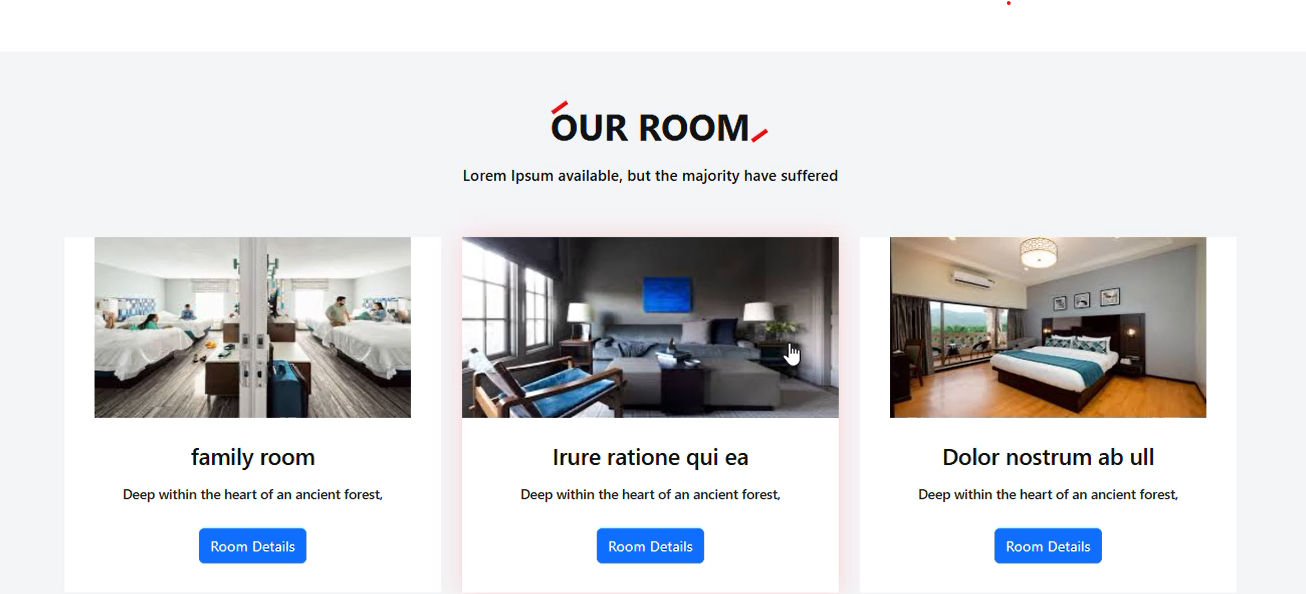 OUR ROOM
Lorem Ipsum available, but the majority have suffered
family room
Deep within the heart of an ancient forest,
Room Details
Irure ratione qui ea
Deep within the heart of an ancient forest,
Room Details
Dolor nostrum ab ull
Deep within the heart of an ancient forest,
Room Details